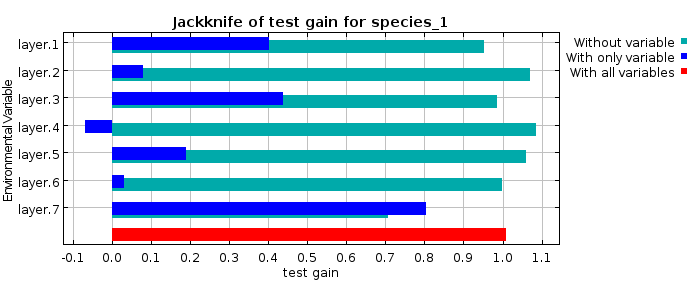 Jackknife of test gain for species_1
Without variable
With only variable
With all variables
Environmental Variable
layer.1
layer.2
layer.3
layer.4
layer.5
layer.6
layer.7
-0.1 0.0 0.1 0.2 0.3 0.4 0.5 0.6 0.7 0.8 0.9 1.0 1.1
test gain